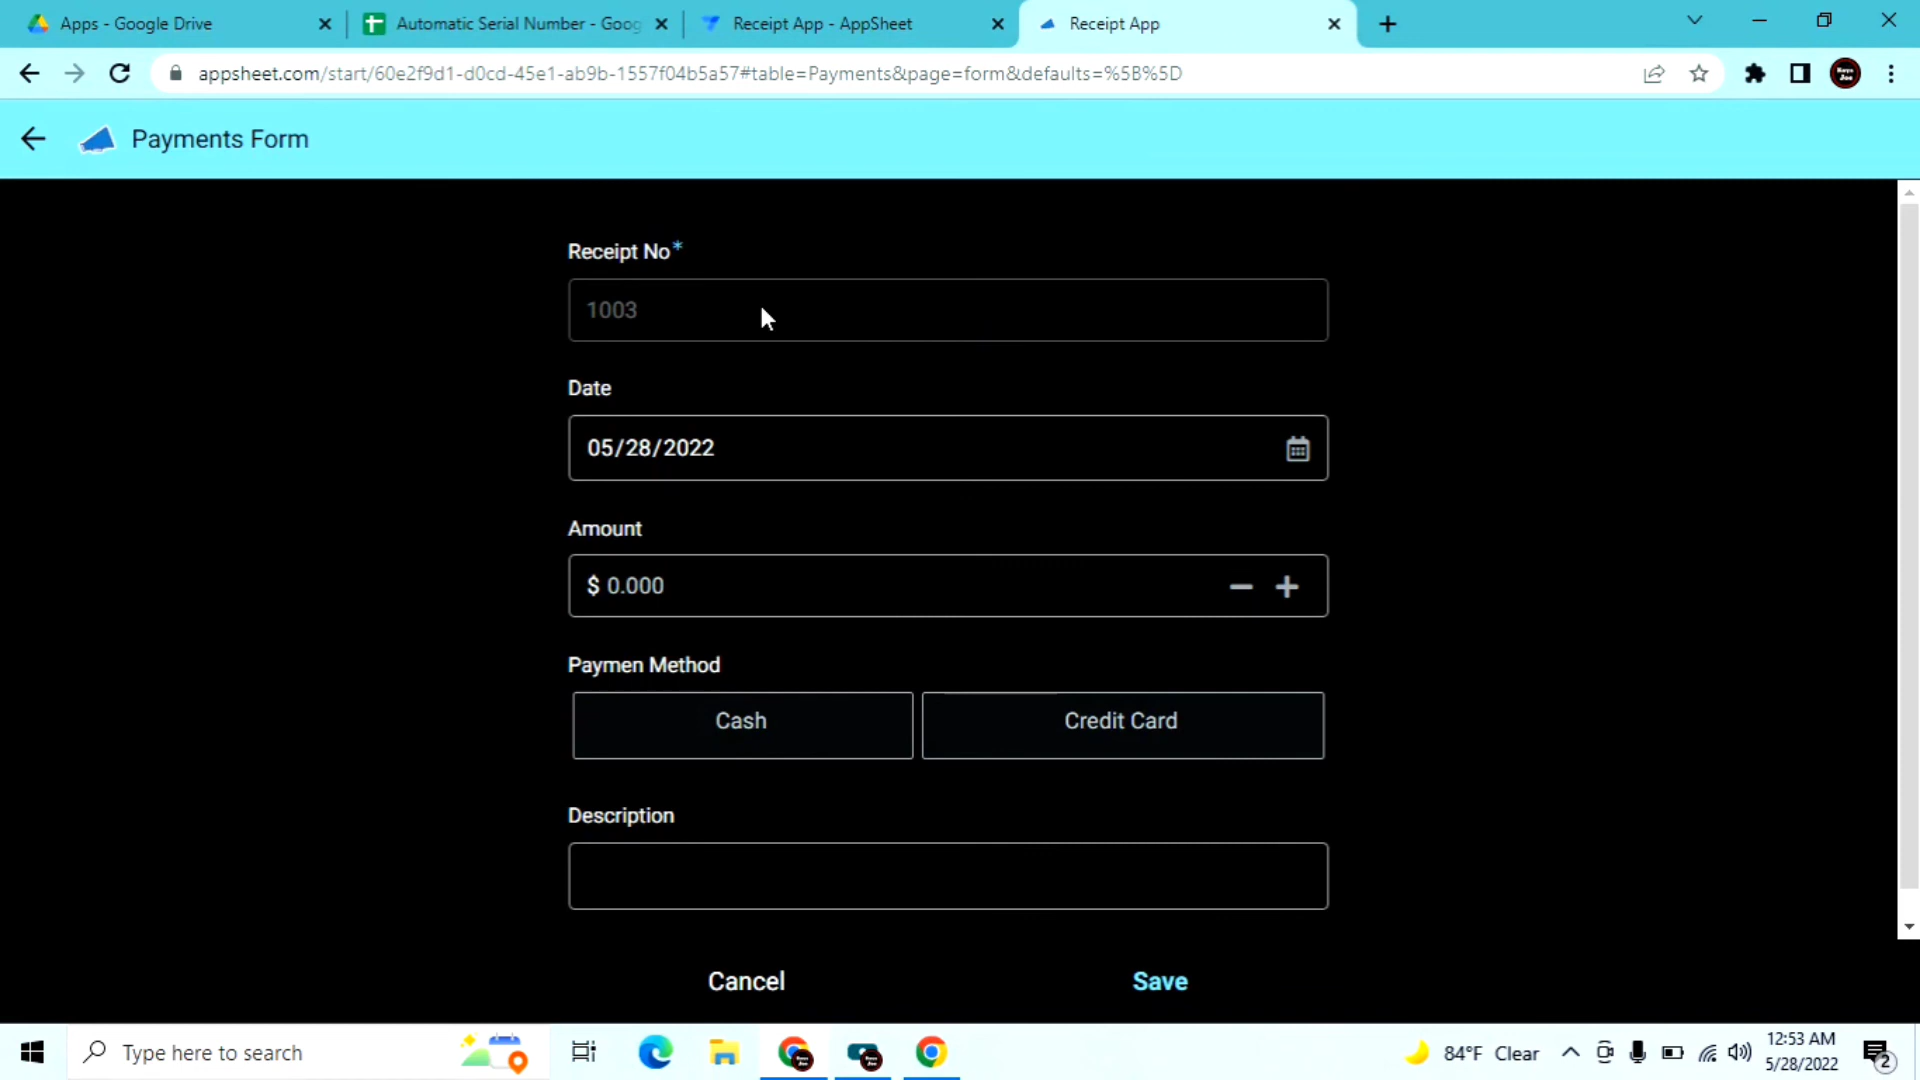 Apps - Google Drive
Automatic Serial Number - Goog
Receipt App - AppSheet
Receipt App
appsheet.com/start/60e2f9d1-d0cd-45e1-ab9b-1557f04b5a57#table=Payments&page=form&defaults=%5B%5D
Payments Form
Receipt No*
1003
Date
05/28/2022
Amount
$ 0.000
Paymen Method
Cash
Credit Card
Description
Cancel
Save
Type here to search
84°F Clear
12:53 AM
5/28/2022
2